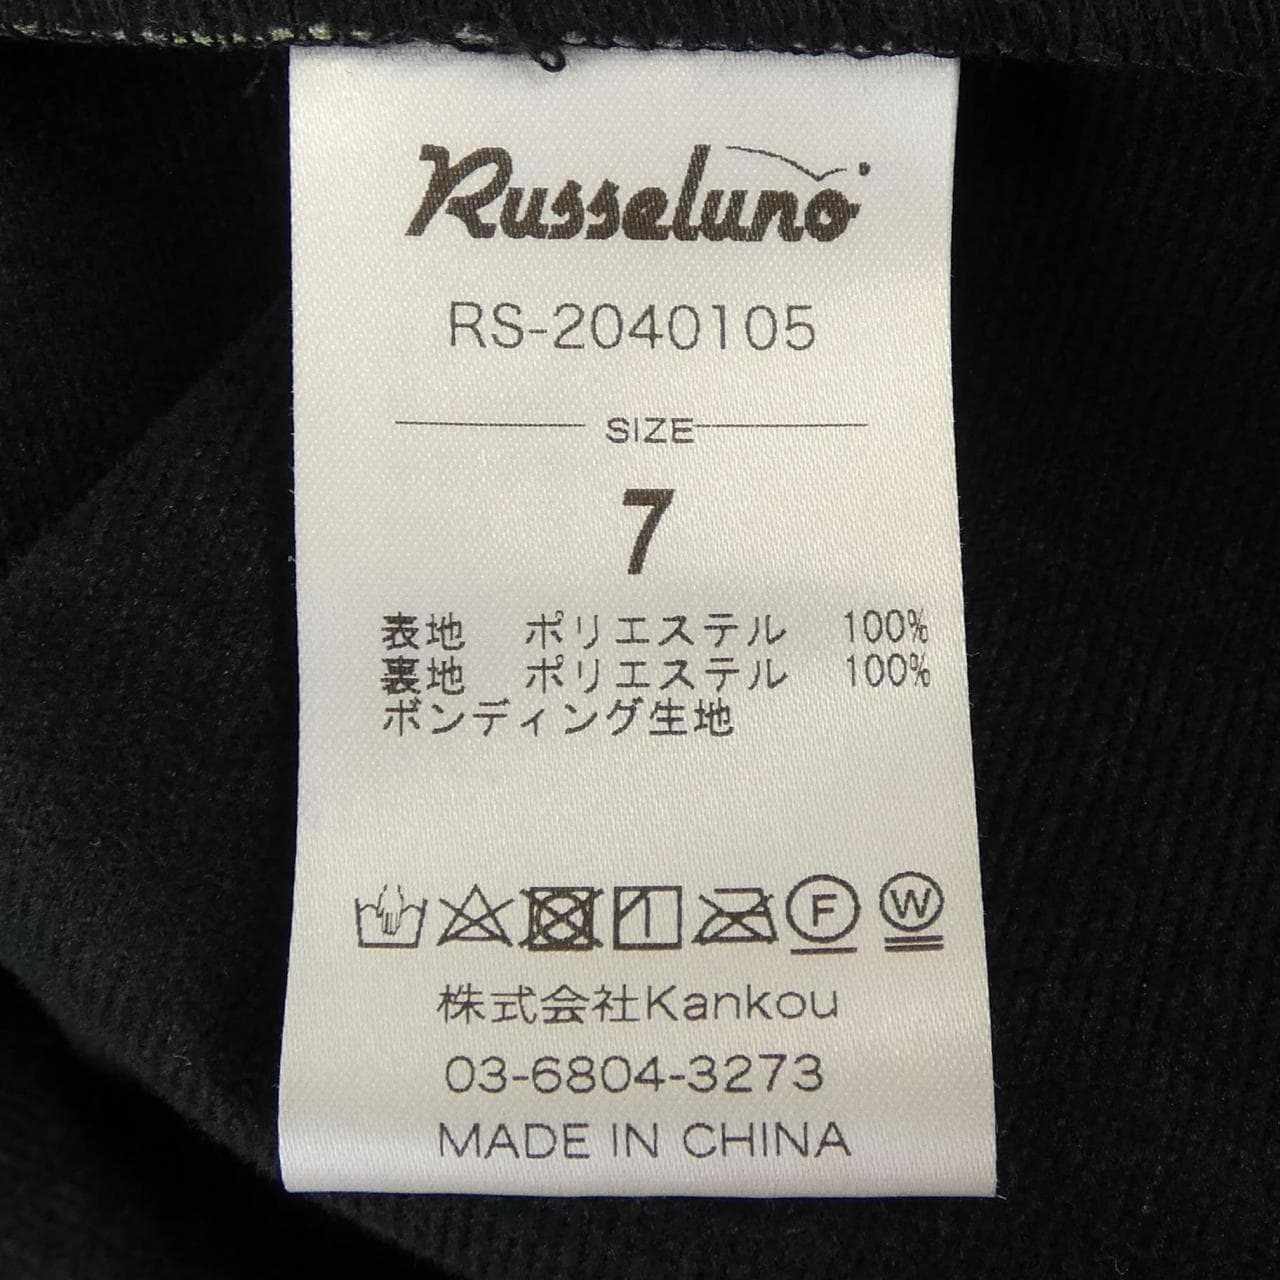 Russeluno
RS-2040105
SIZE
7
表地 ポリエステル 100%
裏地 ポリエステル 100%
ボンディング生地
F W
株式会社Kankou
03-6804-3273
MADE IN CHINA